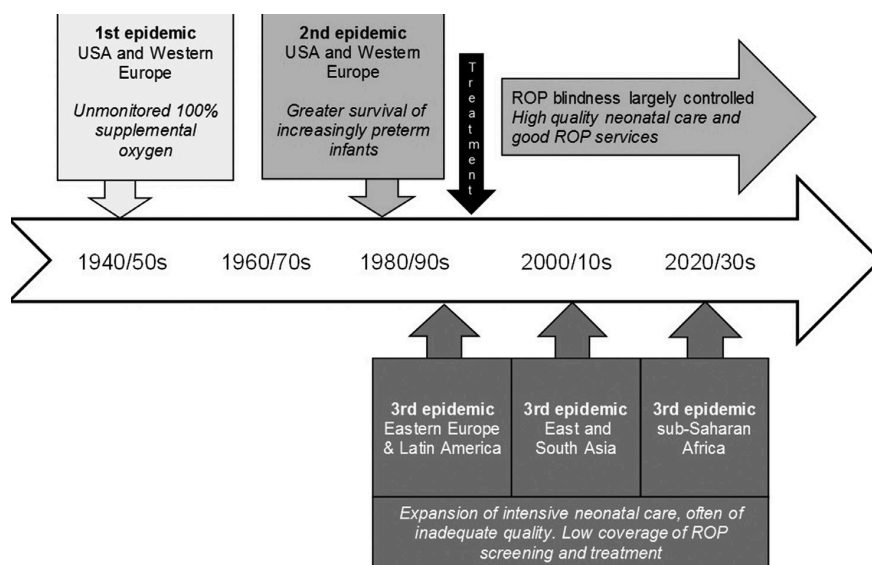 1st epidemic
USA and Western
Europe
Unmonitored 100%
supplemental
oxygen
2nd epidemic
USA and Western
Europe
Greater survival of
increasingly preterm
infants
Treatment
ROP blindness largely controlled
High quality neonatal care and
good ROP services
1940/50s
1960/70s
1980/90s
2000/10s
2020/30s
3rd epidemic
Eastern Europe
& Latin America
3rd epidemic
East and
South Asia
3rd epidemic
sub-Saharan
Africa
Expansion of intensive neonatal care, often of
inadequate quality. Low coverage of ROP
screening and treatment